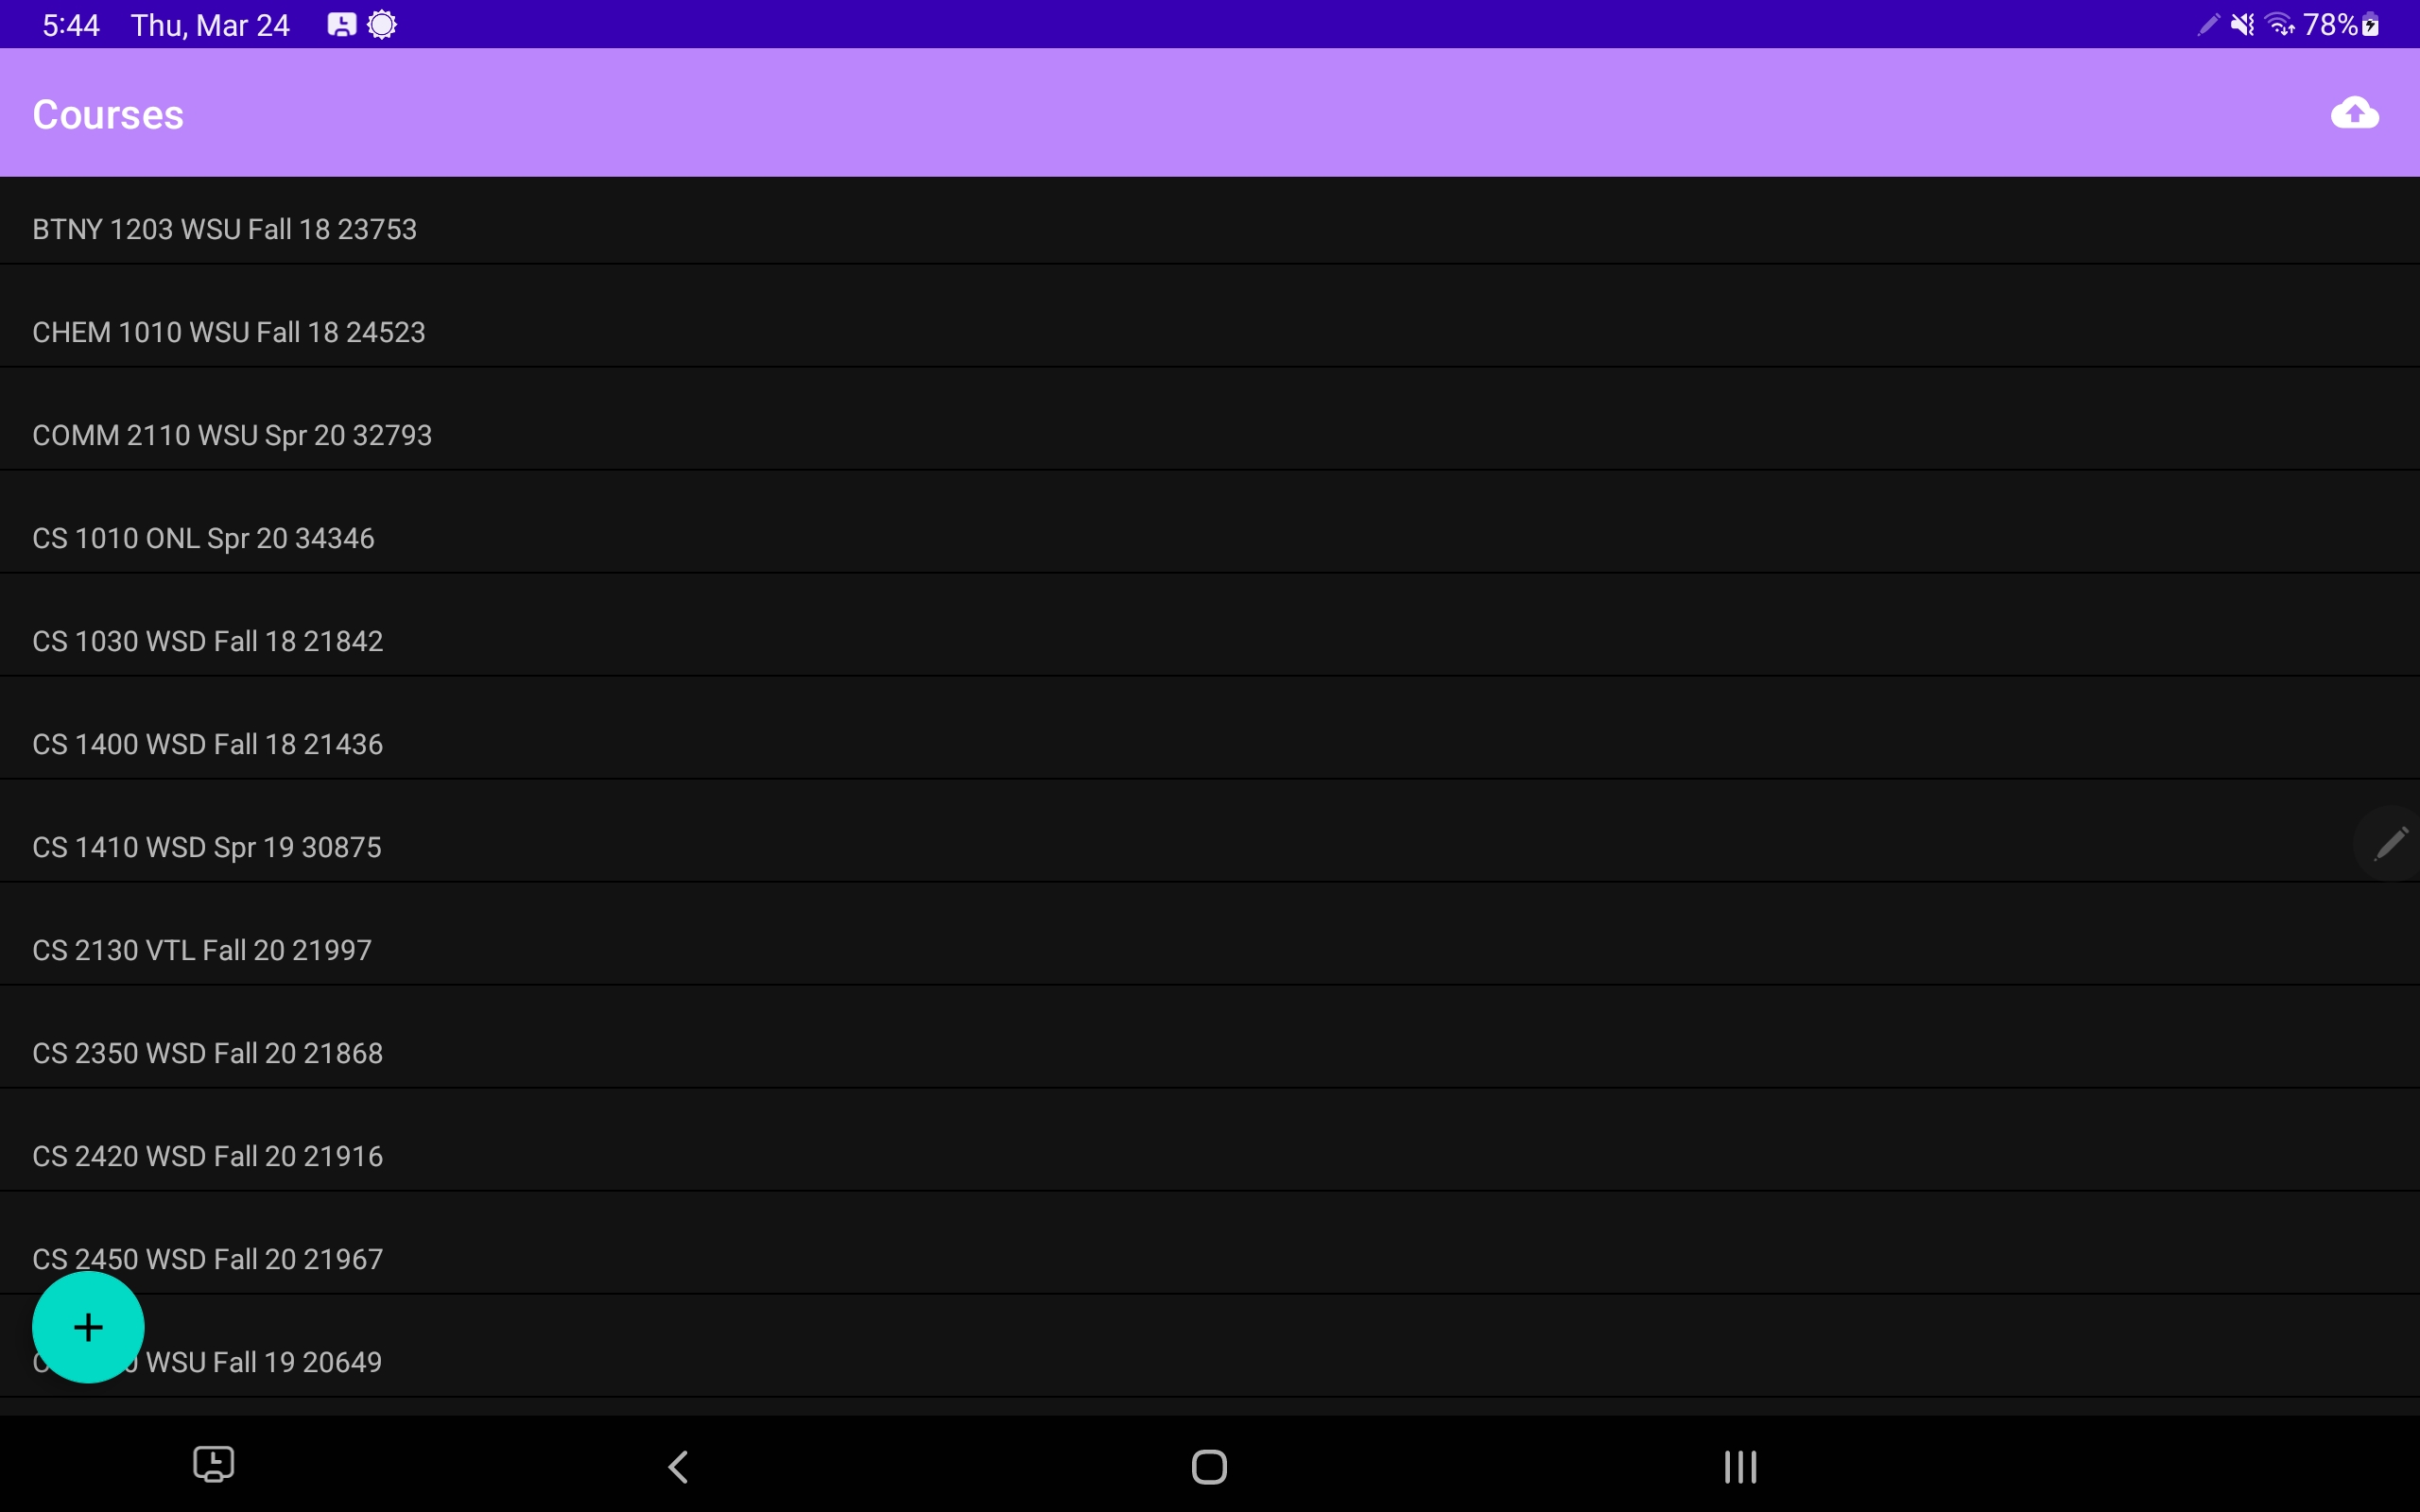 5:44 Thu, Mar 24 78%
Courses
BTNY 1203 WSU Fall 18 23753
CHEM 1010 WSU Fall 18 24523
COMM 2110 WSU Spr 20 32793
CS 1010 ONL Spr 20 34346
CS 1030 WSD Fall 18 21842
CS 1400 WSD Fall 18 21436
CS 1410 WSD Spr 19 30875
CS 2130 VTL Fall 20 21997
CS 2350 WSD Fall 20 21868
CS 2420 WSD Fall 20 21916
CS 2450 WSD Fall 20 21967
WSU Fall 19 20649